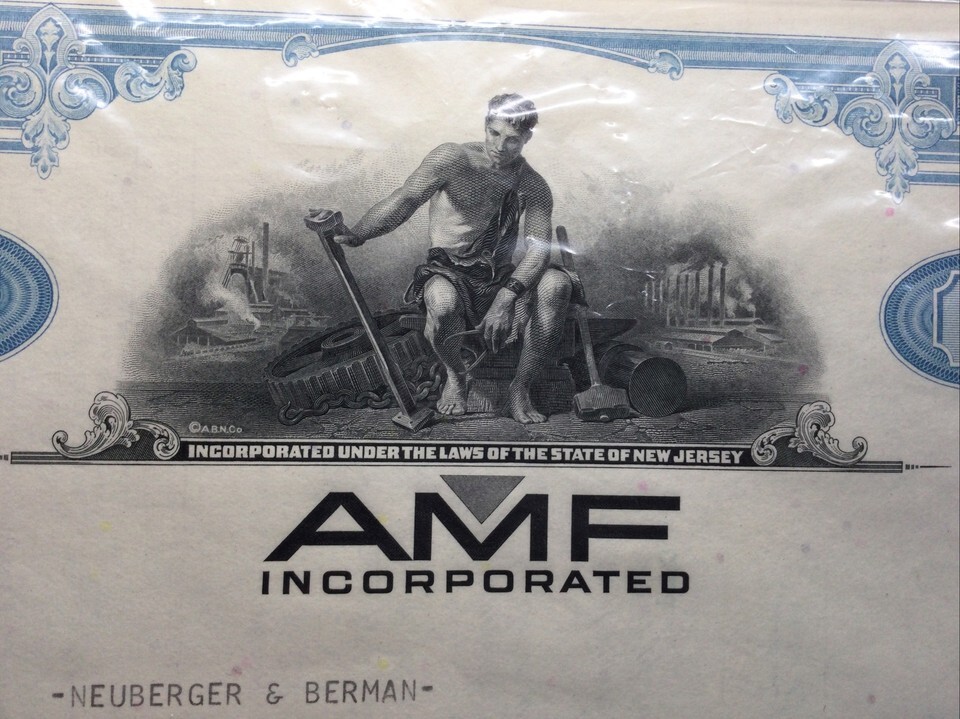 ©A.B.N.Co
INCORPORATED UNDER THE LAWS OF THE STATE OF NEW JERSEY
AMF
INCORPORATED
-NEUBERGER & BERMAN-